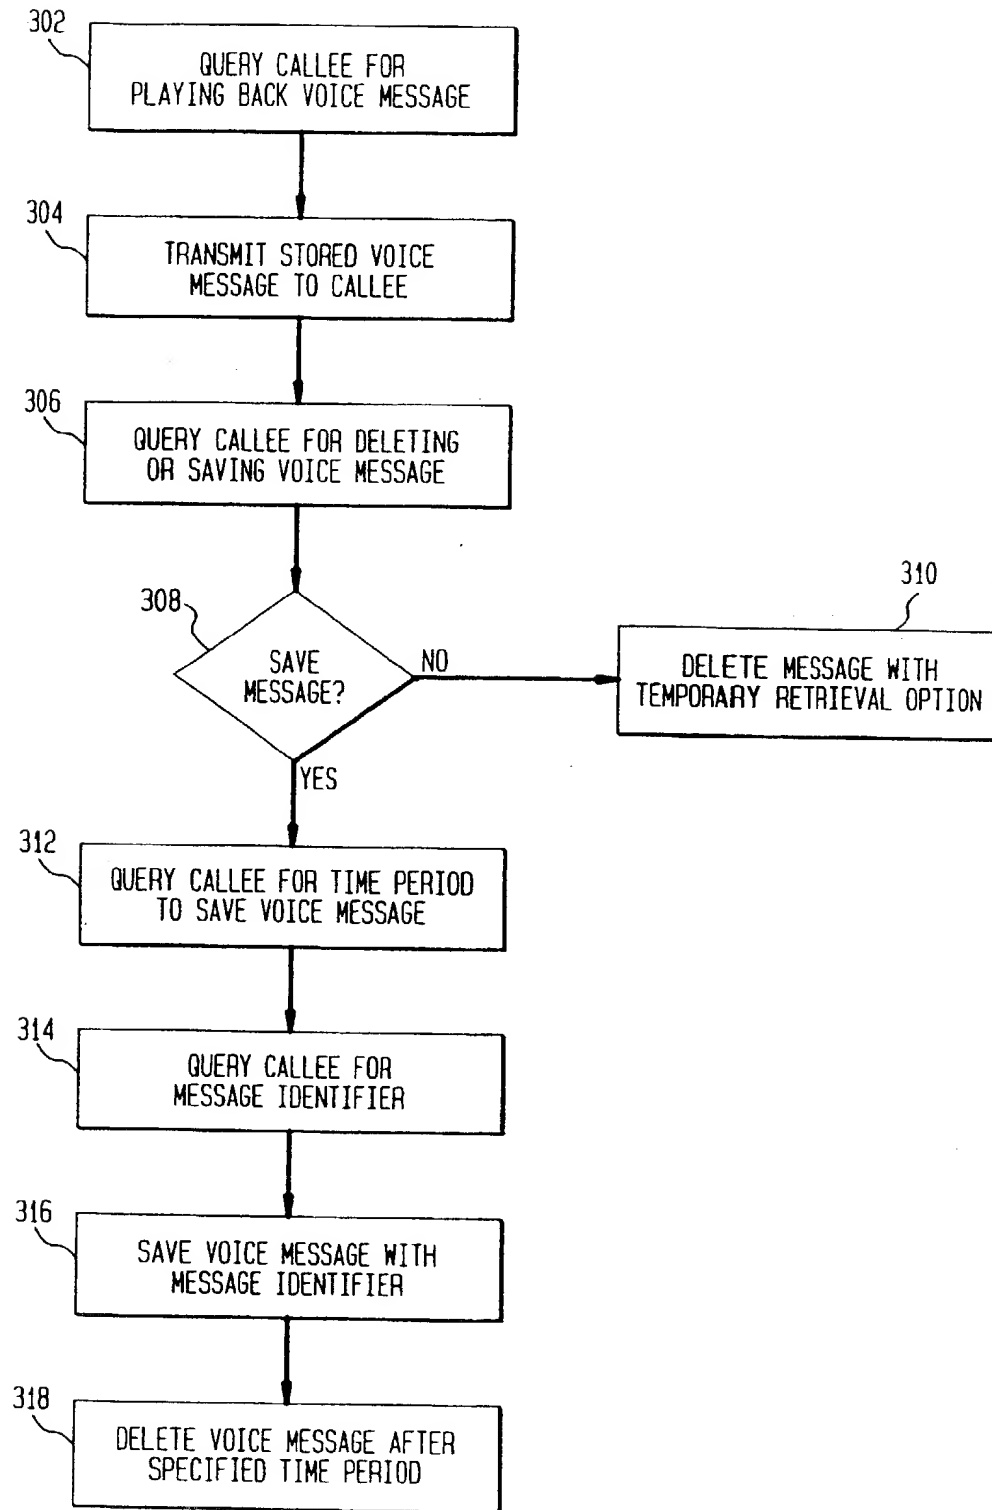 302
QUERY CALLEE FOR
PLAYING BACK VOICE MESSAGE
304
TRANSMIT STORED VOICE
MESSAGE TO CALLEE
306
QUERY CALLEE FOR DELETING
OR SAVING VOICE MESSAGE
308
SAVE
MESSAGE?
NO
310
DELETE MESSAGE WITH
TEMPORARY RETRIEVAL OPTION
YES
312
QUERY CALLEE FOR TIME PERIOD
TO SAVE VOICE MESSAGE
314
QUERY CALLEE FOR
MESSAGE IDENTIFIER
316
SAVE VOICE MESSAGE WITH
MESSAGE IDENTIFIER
318
DELETE VOICE MESSAGE AFTER
SPECIFIED TIME PERIOD